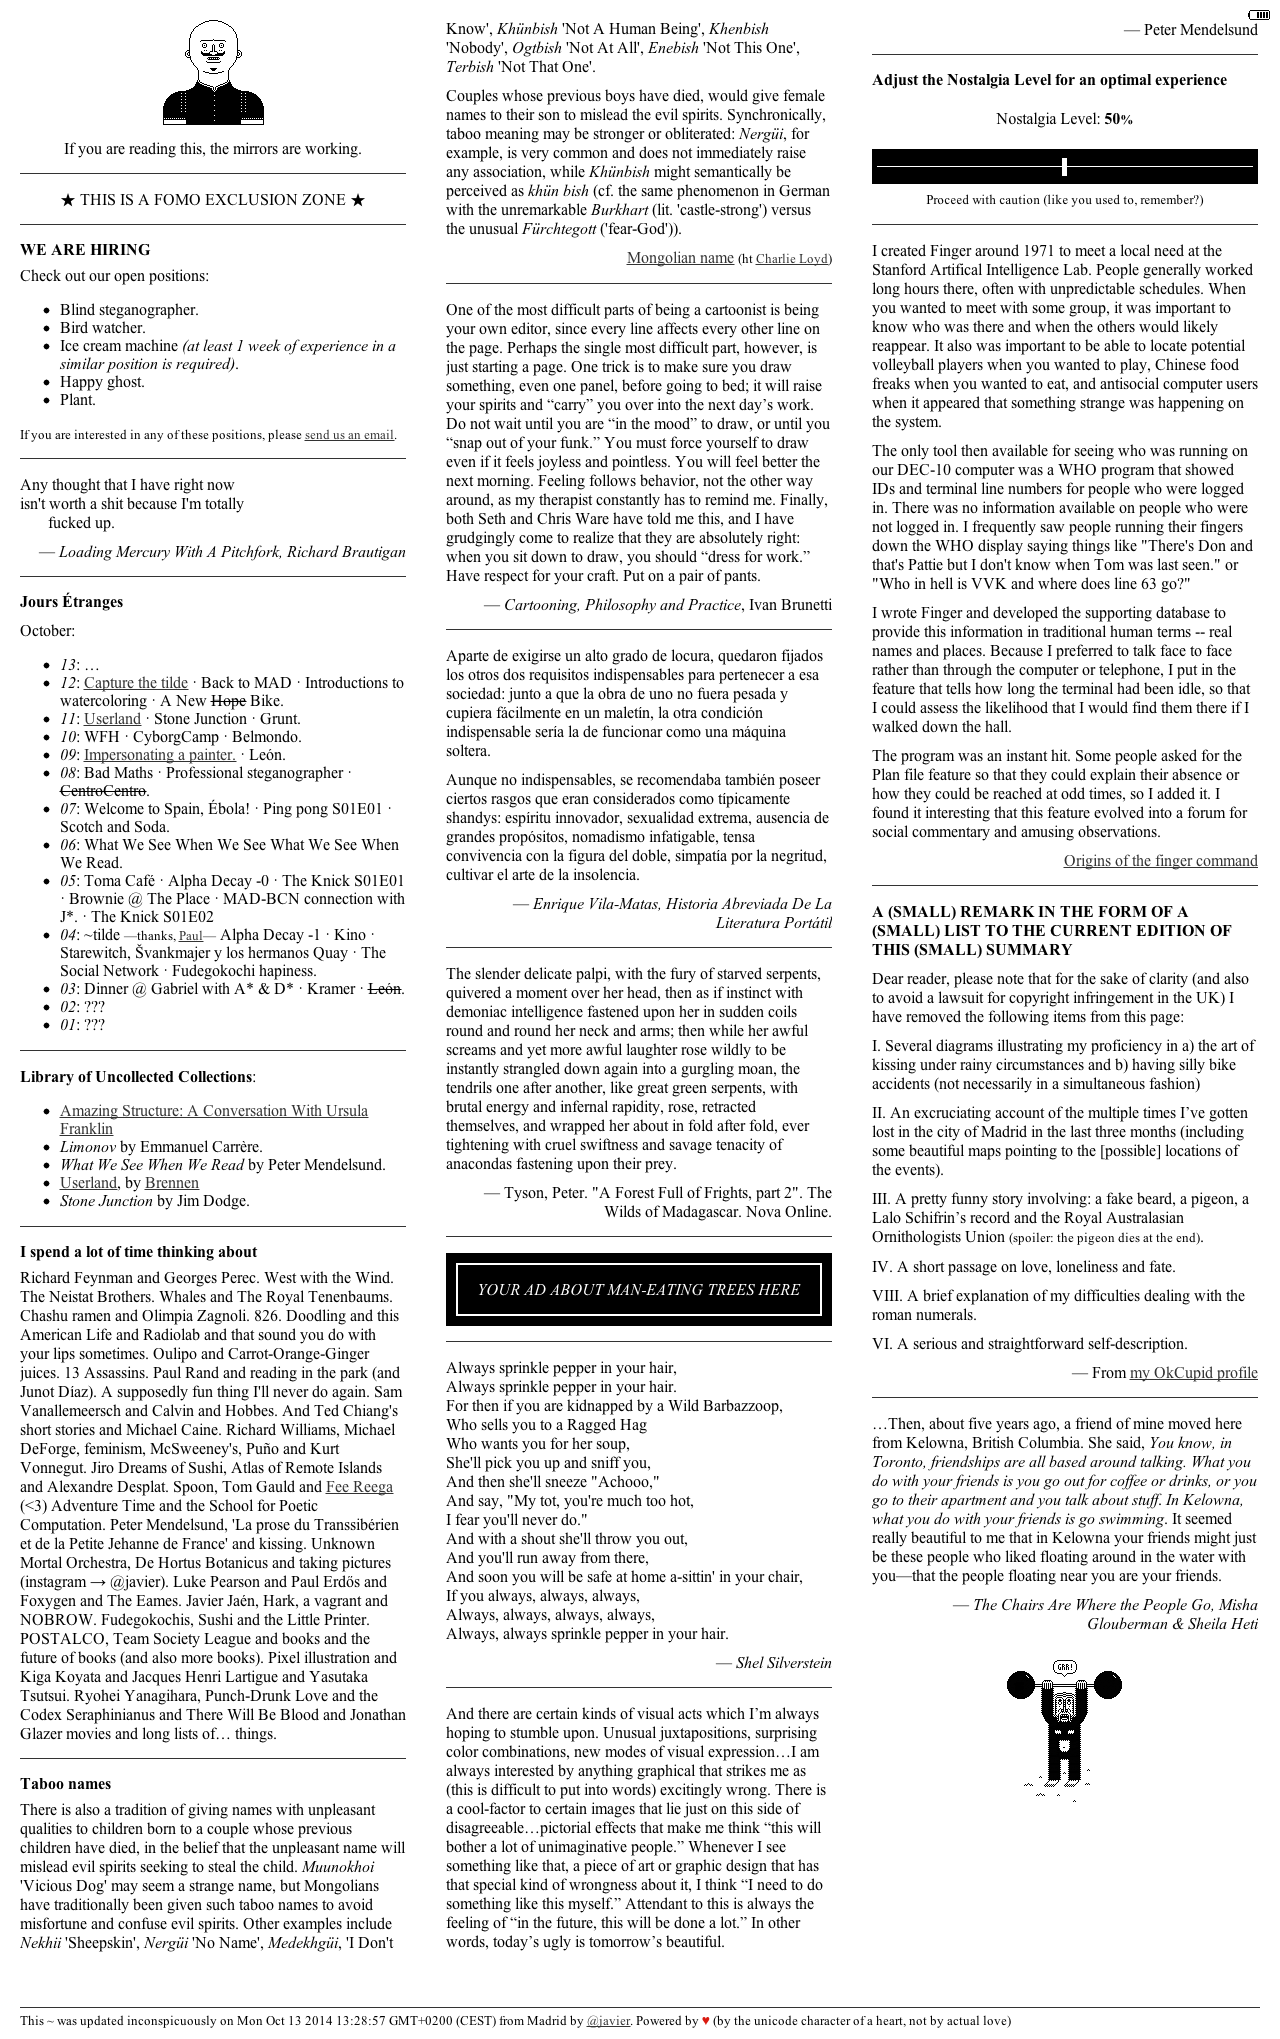 If you are reading this, the mirrors are working.
★ THIS IS A FOMO EXCLUSION ZONE ★
WE ARE HIRING
Check out our open positions:
• Blind steganographer.
• Bird watcher.
• Ice cream machine (at least 1 week of experience in a
similar position is required).
• Happy ghost.
• Plant.
If you are interested in any of these positions, please send us an email.
Any thought that I have right now
isn't worth a shit because I'm totally
fucked up.
— Loading Mercury With A Pitchfork, Richard Brautigan
Jours Étranges
October:
• 13: …
• 12: Capture the tilde · Back to MAD · Introductions to
watercoloring · A New Hope Bike.
• 11: Userland · Stone Junction · Grunt.
• 10: WFH · CyborgCamp · Belmondo.
• 09: Impersonating a painter. · León.
• 08: Bad Maths · Professional steganographer ·
CentroCentro.
• 07: Welcome to Spain, Ébola! · Ping pong S01E01 ·
Scotch and Soda.
• 06: What We See When We See What We See When
We Read.
• 05: Toma Café · Alpha Decay -0 · The Knick S01E01
· Brownie @ The Place · MAD-BCN connection with
J*. · The Knick S01E02
• 04: ~tilde —thanks, Paul— Alpha Decay -1 · Kino ·
Starewitch, Švankmajer y los hermanos Quay · The
Social Network · Fudegokochi hapiness.
• 03: Dinner @ Gabriel with A* & D* · Kramer · León.
• 02: ???
• 01: ???
Library of Uncollected Collections:
• Amazing Structure: A Conversation With Ursula
Franklin
• Limonov by Emmanuel Carrère.
• What We See When We Read by Peter Mendelsund.
• Userland, by Brennen
• Stone Junction by Jim Dodge.
I spend a lot of time thinking about
Richard Feynman and Georges Perec. West with the Wind.
The Neistat Brothers. Whales and The Royal Tenenbaums.
Chashu ramen and Olimpia Zagnoli. 826. Doodling and this
American Life and Radiolab and that sound you do with
your lips sometimes. Oulipo and Carrot-Orange-Ginger
juices. 13 Assassins. Paul Rand and reading in the park (and
Junot Diaz). A supposedly fun thing I'll never do again. Sam
Vanallemeersch and Calvin and Hobbes. And Ted Chiang's
short stories and Michael Caine. Richard Williams, Michael
DeForge, feminism, McSweeney's, Puño and Kurt
Vonnegut. Jiro Dreams of Sushi, Atlas of Remote Islands
and Alexandre Desplat. Spoon, Tom Gauld and Fee Reega
(<3) Adventure Time and the School for Poetic
Computation. Peter Mendelsund, 'La prose du Transsibérien
et de la Petite Jehanne de France' and kissing. Unknown
Mortal Orchestra, De Hortus Botanicus and taking pictures
(instagram → @javier). Luke Pearson and Paul Erdős and
Foxygen and The Eames. Javier Jaén, Hark, a vagrant and
NOBROW. Fudegokochis, Sushi and the Little Printer.
POSTALCO, Team Society League and books and the
future of books (and also more books). Pixel illustration and
Kiga Koyata and Jacques Henri Lartigue and Yasutaka
Tsutsui. Ryohei Yanagihara, Punch-Drunk Love and the
Codex Seraphinianus and There Will Be Blood and Jonathan
Glazer movies and long lists of… things.
Taboo names
There is also a tradition of giving names with unpleasant
qualities to children born to a couple whose previous
children have died, in the belief that the unpleasant name will
mislead evil spirits seeking to steal the child. Muunokhoi
'Vicious Dog' may seem a strange name, but Mongolians
have traditionally been given such taboo names to avoid
misfortune and confuse evil spirits. Other examples include
Nekhii 'Sheepskin', Nergüi 'No Name', Medekhgüi, 'I Don't
Know', Khünbish 'Not A Human Being', Khenbish
'Nobody', Ogtbish 'Not At All', Enebish 'Not This One',
Terbish 'Not That One'.
Couples whose previous boys have died, would give female
names to their son to mislead the evil spirits. Synchronically,
taboo meaning may be stronger or obliterated: Nergüi, for
example, is very common and does not immediately raise
any association, while Khünbish might semantically be
perceived as khün bish (cf. the same phenomenon in German
with the unremarkable Burkhart (lit. 'castle-strong') versus
the unusual Fürchtegott ('fear-God')).
Mongolian name (ht Charlie Loyd)
One of the most difficult parts of being a cartoonist is being
your own editor, since every line affects every other line on
the page. Perhaps the single most difficult part, however, is
just starting a page. One trick is to make sure you draw
something, even one panel, before going to bed; it will raise
your spirits and “carry” you over into the next day’s work.
Do not wait until you are “in the mood” to draw, or until you
“snap out of your funk.” You must force yourself to draw
even if it feels joyless and pointless. You will feel better the
next morning. Feeling follows behavior, not the other way
around, as my therapist constantly has to remind me. Finally,
both Seth and Chris Ware have told me this, and I have
grudgingly come to realize that they are absolutely right:
when you sit down to draw, you should “dress for work.”
Have respect for your craft. Put on a pair of pants.
— Cartooning, Philosophy and Practice, Ivan Brunetti
Aparte de exigirse un alto grado de locura, quedaron fijados
los otros dos requisitos indispensables para pertenecer a esa
sociedad: junto a que la obra de uno no fuera pesada y
cupiera fácilmente en un maletín, la otra condición
indispensable sería la de funcionar como una máquina
soltera.
Aunque no indispensables, se recomendaba también poseer
ciertos rasgos que eran considerados como típicamente
shandys: espíritu innovador, sexualidad extrema, ausencia de
grandes propósitos, nomadismo infatigable, tensa
convivencia con la figura del doble, simpatía por la negritud,
cultivar el arte de la insolencia.
— Enrique Vila-Matas, Historia Abreviada De La
Literatura Portátil
The slender delicate palpi, with the fury of starved serpents,
quivered a moment over her head, then as if instinct with
demoniac intelligence fastened upon her in sudden coils
round and round her neck and arms; then while her awful
screams and yet more awful laughter rose wildly to be
instantly strangled down again into a gurgling moan, the
tendrils one after another, like great green serpents, with
brutal energy and infernal rapidity, rose, retracted
themselves, and wrapped her about in fold after fold, ever
tightening with cruel swiftness and savage tenacity of
anacondas fastening upon their prey.
— Tyson, Peter. "A Forest Full of Frights, part 2". The
Wilds of Madagascar. Nova Online.
YOUR AD ABOUT MAN-EATING TREES HERE
Always sprinkle pepper in your hair,
Always sprinkle pepper in your hair.
For then if you are kidnapped by a Wild Barbazzoop,
Who sells you to a Ragged Hag
Who wants you for her soup,
She'll pick you up and sniff you,
And then she'll sneeze "Achooo,"
And say, "My tot, you're much too hot,
I fear you'll never do."
And with a shout she'll throw you out,
And you'll run away from there,
And soon you will be safe at home a-sittin' in your chair,
If you always, always, always,
Always, always, always, always,
Always, always sprinkle pepper in your hair.
— Shel Silverstein
And there are certain kinds of visual acts which I’m always
hoping to stumble upon. Unusual juxtapositions, surprising
color combinations, new modes of visual expression…I am
always interested by anything graphical that strikes me as
(this is difficult to put into words) excitingly wrong. There is
a cool-factor to certain images that lie just on this side of
disagreeable…pictorial effects that make me think “this will
bother a lot of unimaginative people.” Whenever I see
something like that, a piece of art or graphic design that has
that special kind of wrongness about it, I think “I need to do
something like this myself.” Attendant to this is always the
feeling of “in the future, this will be done a lot.” In other
words, today’s ugly is tomorrow’s beautiful.
— Peter Mendelsund
Adjust the Nostalgia Level for an optimal experience
Nostalgia Level: 50%
Proceed with caution (like you used to, remember?)
I created Finger around 1971 to meet a local need at the
Stanford Artifical Intelligence Lab. People generally worked
long hours there, often with unpredictable schedules. When
you wanted to meet with some group, it was important to
know who was there and when the others would likely
reappear. It also was important to be able to locate potential
volleyball players when you wanted to play, Chinese food
freaks when you wanted to eat, and antisocial computer users
when it appeared that something strange was happening on
the system.
The only tool then available for seeing who was running on
our DEC-10 computer was a WHO program that showed
IDs and terminal line numbers for people who were logged
in. There was no information available on people who were
not logged in. I frequently saw people running their fingers
down the WHO display saying things like "There's Don and
that's Pattie but I don't know when Tom was last seen." or
"Who in hell is VVK and where does line 63 go?"
I wrote Finger and developed the supporting database to
provide this information in traditional human terms -- real
names and places. Because I preferred to talk face to face
rather than through the computer or telephone, I put in the
feature that tells how long the terminal had been idle, so that
I could assess the likelihood that I would find them there if I
walked down the hall.
The program was an instant hit. Some people asked for the
Plan file feature so that they could explain their absence or
how they could be reached at odd times, so I added it. I
found it interesting that this feature evolved into a forum for
social commentary and amusing observations.
Origins of the finger command
A (SMALL) REMARK IN THE FORM OF A
(SMALL) LIST TO THE CURRENT EDITION OF
THIS (SMALL) SUMMARY
Dear reader, please note that for the sake of clarity (and also
to avoid a lawsuit for copyright infringement in the UK) I
have removed the following items from this page:
I. Several diagrams illustrating my proficiency in a) the art of
kissing under rainy circumstances and b) having silly bike
accidents (not necessarily in a simultaneous fashion)
II. An excruciating account of the multiple times I’ve gotten
lost in the city of Madrid in the last three months (including
some beautiful maps pointing to the [possible] locations of
the events).
III. A pretty funny story involving: a fake beard, a pigeon, a
Lalo Schifrin’s record and the Royal Australasian
Ornithologists Union (spoiler: the pigeon dies at the end).
IV. A short passage on love, loneliness and fate.
VIII. A brief explanation of my difficulties dealing with the
roman numerals.
VI. A serious and straightforward self-description.
— From my OkCupid profile
…Then, about five years ago, a friend of mine moved here
from Kelowna, British Columbia. She said, You know, in
Toronto, friendships are all based around talking. What you
do with your friends is you go out for coffee or drinks, or you
go to their apartment and you talk about stuff. In Kelowna,
what you do with your friends is go swimming. It seemed
really beautiful to me that in Kelowna your friends might just
be these people who liked floating around in the water with
you—that the people floating near you are your friends.
— The Chairs Are Where the People Go, Misha
Glouberman & Sheila Heti
GRR!
This ~ was updated inconspicuously on Mon Oct 13 2014 13:28:57 GMT+0200 (CEST) from Madrid by @javier. Powered by ♥ (by the unicode character of a heart, not by actual love)